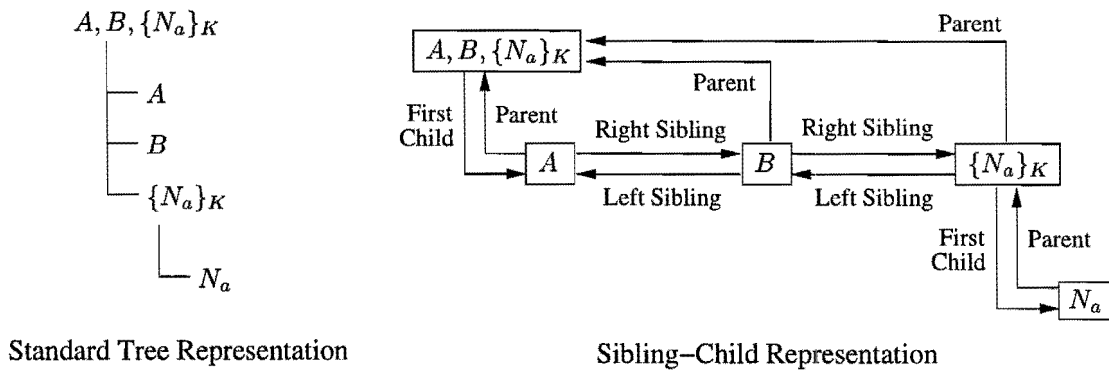 A, B, {N_a}_K
A
B
{N_a}_K
N_a
Standard Tree Representation
Parent
A, B, {N_a}_K
Parent
First
Child
Parent
Right Sibling
Right Sibling
A
B
{N_a}_K
Left Sibling
Left Sibling
First
Child
Parent
N_a
Sibling–Child Representation